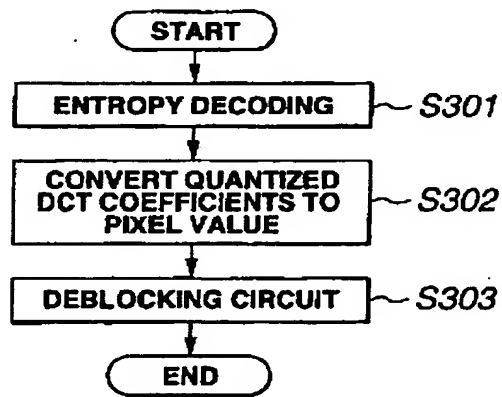 START
ENTROPY DECODING
S301
CONVERT QUANTIZED
DCT COEFFICIENTS TO
PIXEL VALUE
S302
DEBLOCKING CIRCUIT
S303
END